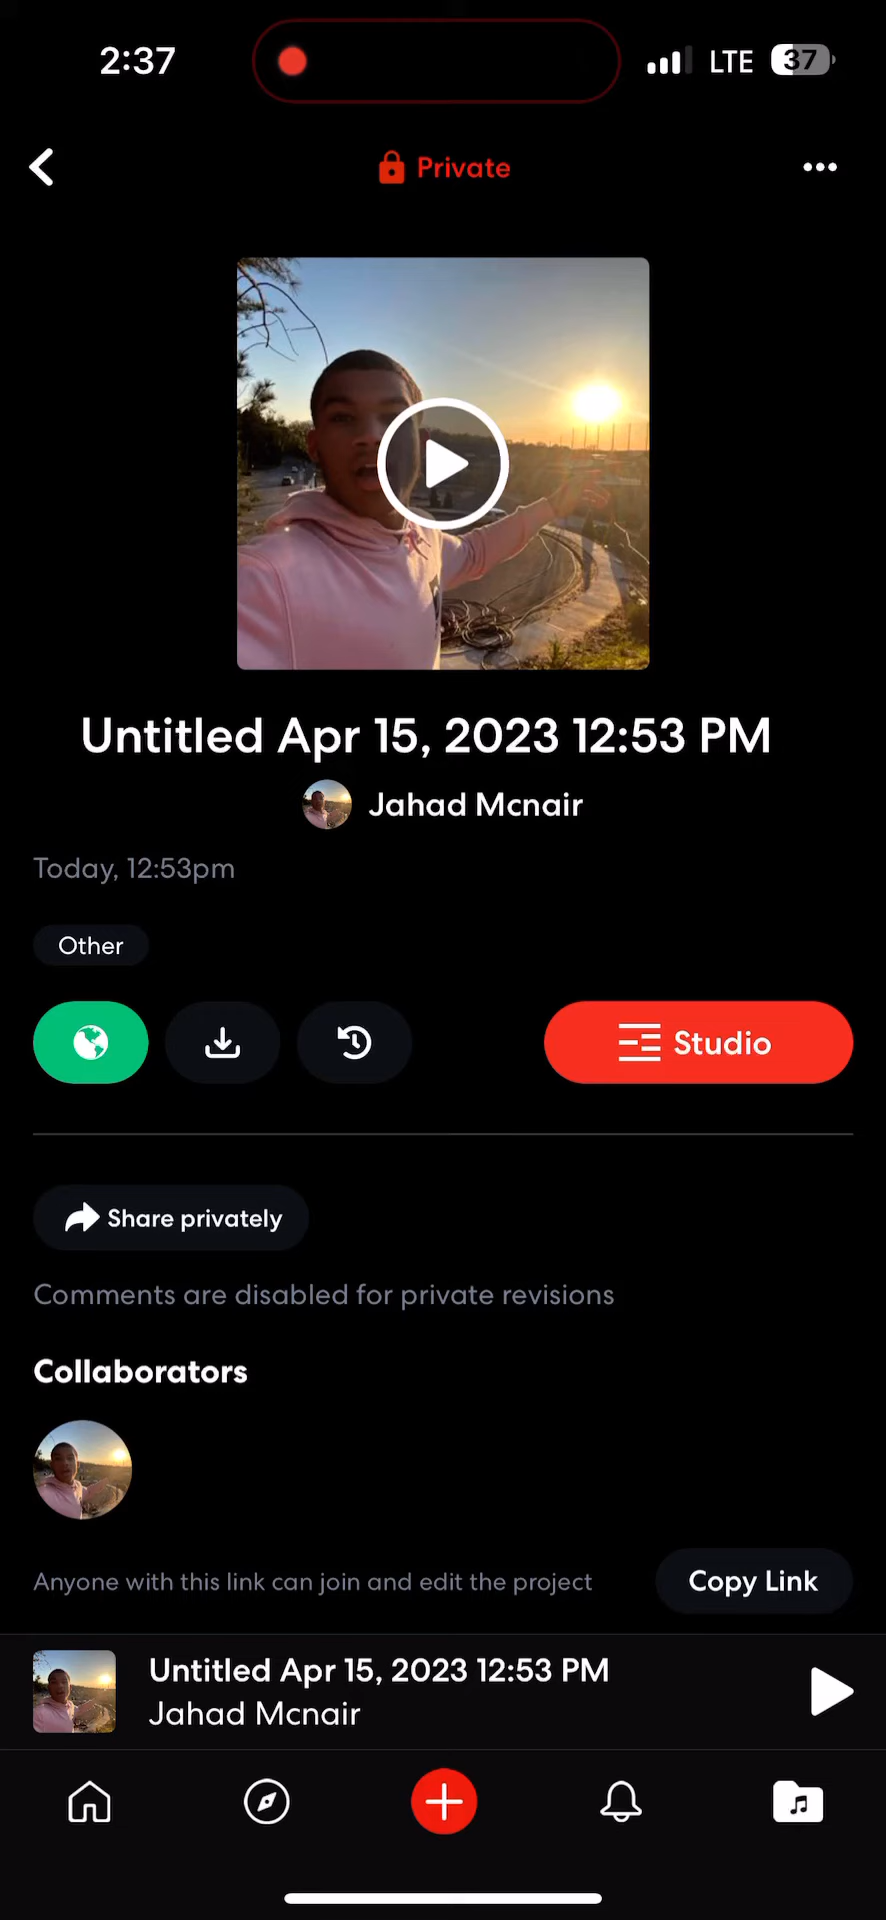 2:37
LTE
37
Private
Untitled Apr 15, 2023 12:53 PM
Jahad Mcnair
Today, 12:53pm
Other
Studio
Share privately
Comments are disabled for private revisions
Collaborators
Anyone with this link can join and edit the project
Copy Link
Untitled Apr 15, 2023 12:53 PM
Jahad Mcnair